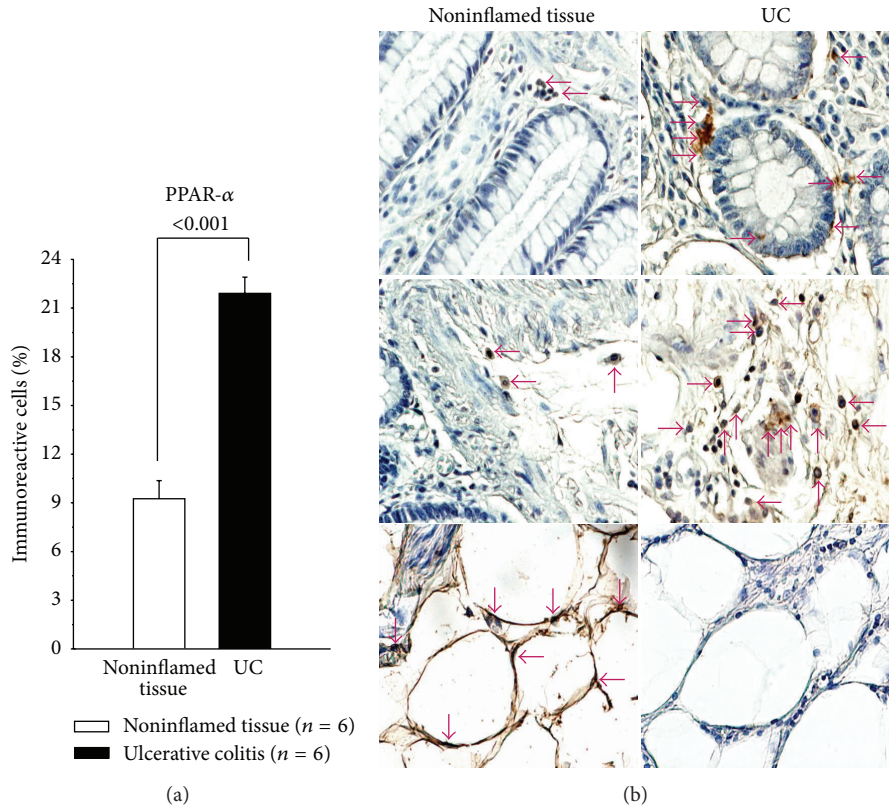 PPAR-α
<0.001
24
21
18
15
12
9
6
3
0
Immunoreactive cells (%)
Noninflamed
tissue
UC
Noninflamed tissue (n = 6)
Ulcerative colitis (n = 6)
(a)
Noninflamed tissue
UC
(b)